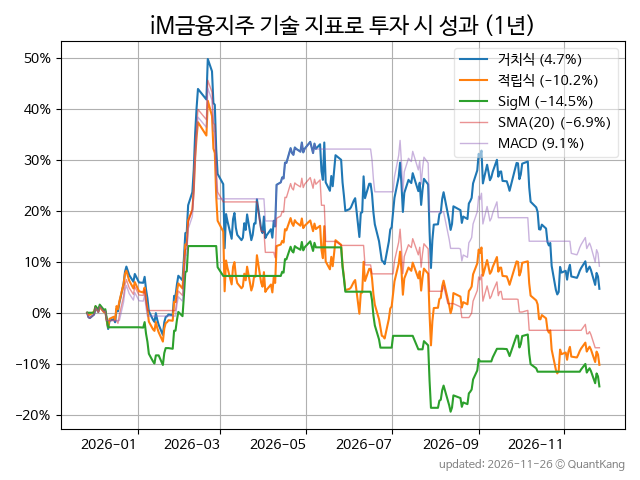 iM금융지주 기술 지표로 투자 시 성과 (1년)
거치식 (4.7%)
적립식 (−10.2%)
SigM (−14.5%)
SMA(20) (−6.9%)
MACD (9.1%)
50%
40%
30%
20%
10%
0%
−10%
−20%
2026-01
2026-03
2026-05
2026-07
2026-09
2026-11
updated: 2026-11-26 © QuantKang